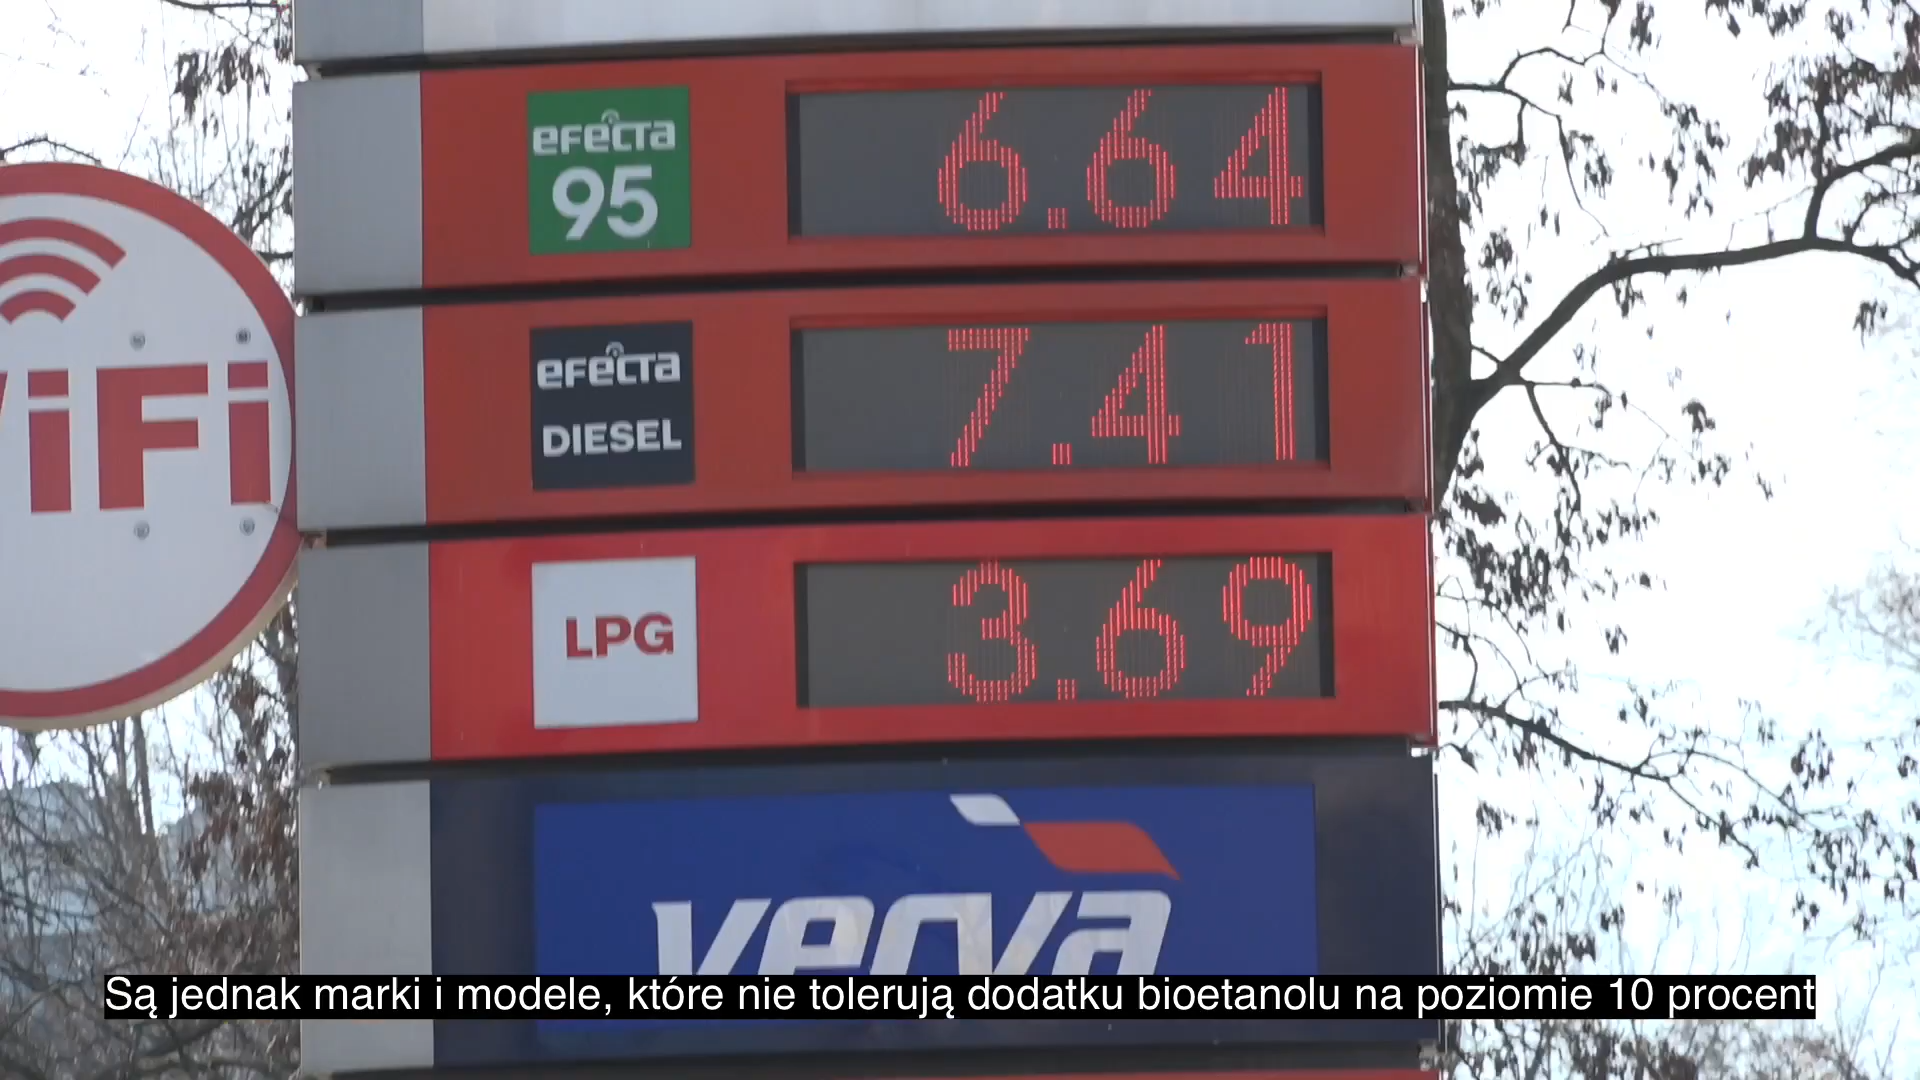 efecta
95
6.64
efecta
DIESEL
7.41
WiFi
LPG
3.69
verva
Są jednak marki i modele, które nie tolerują dodatku bioetanolu na poziomie 10 procent